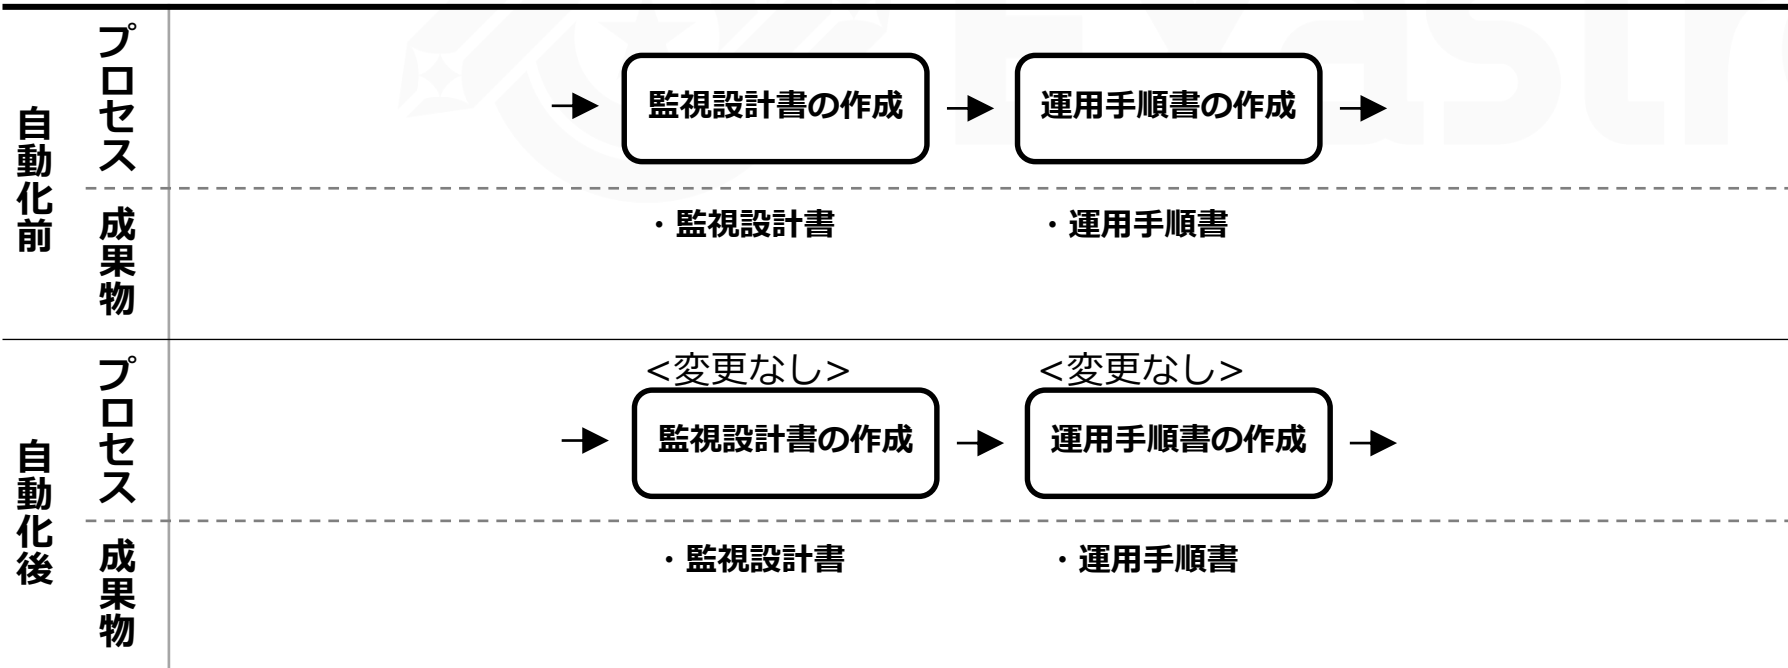 自動化前
プロセス
監視設計書の作成
運用手順書の作成
成果物
・監視設計書
・運用手順書
自動化後
プロセス
<変更なし>
<変更なし>
監視設計書の作成
運用手順書の作成
成果物
・監視設計書
・運用手順書